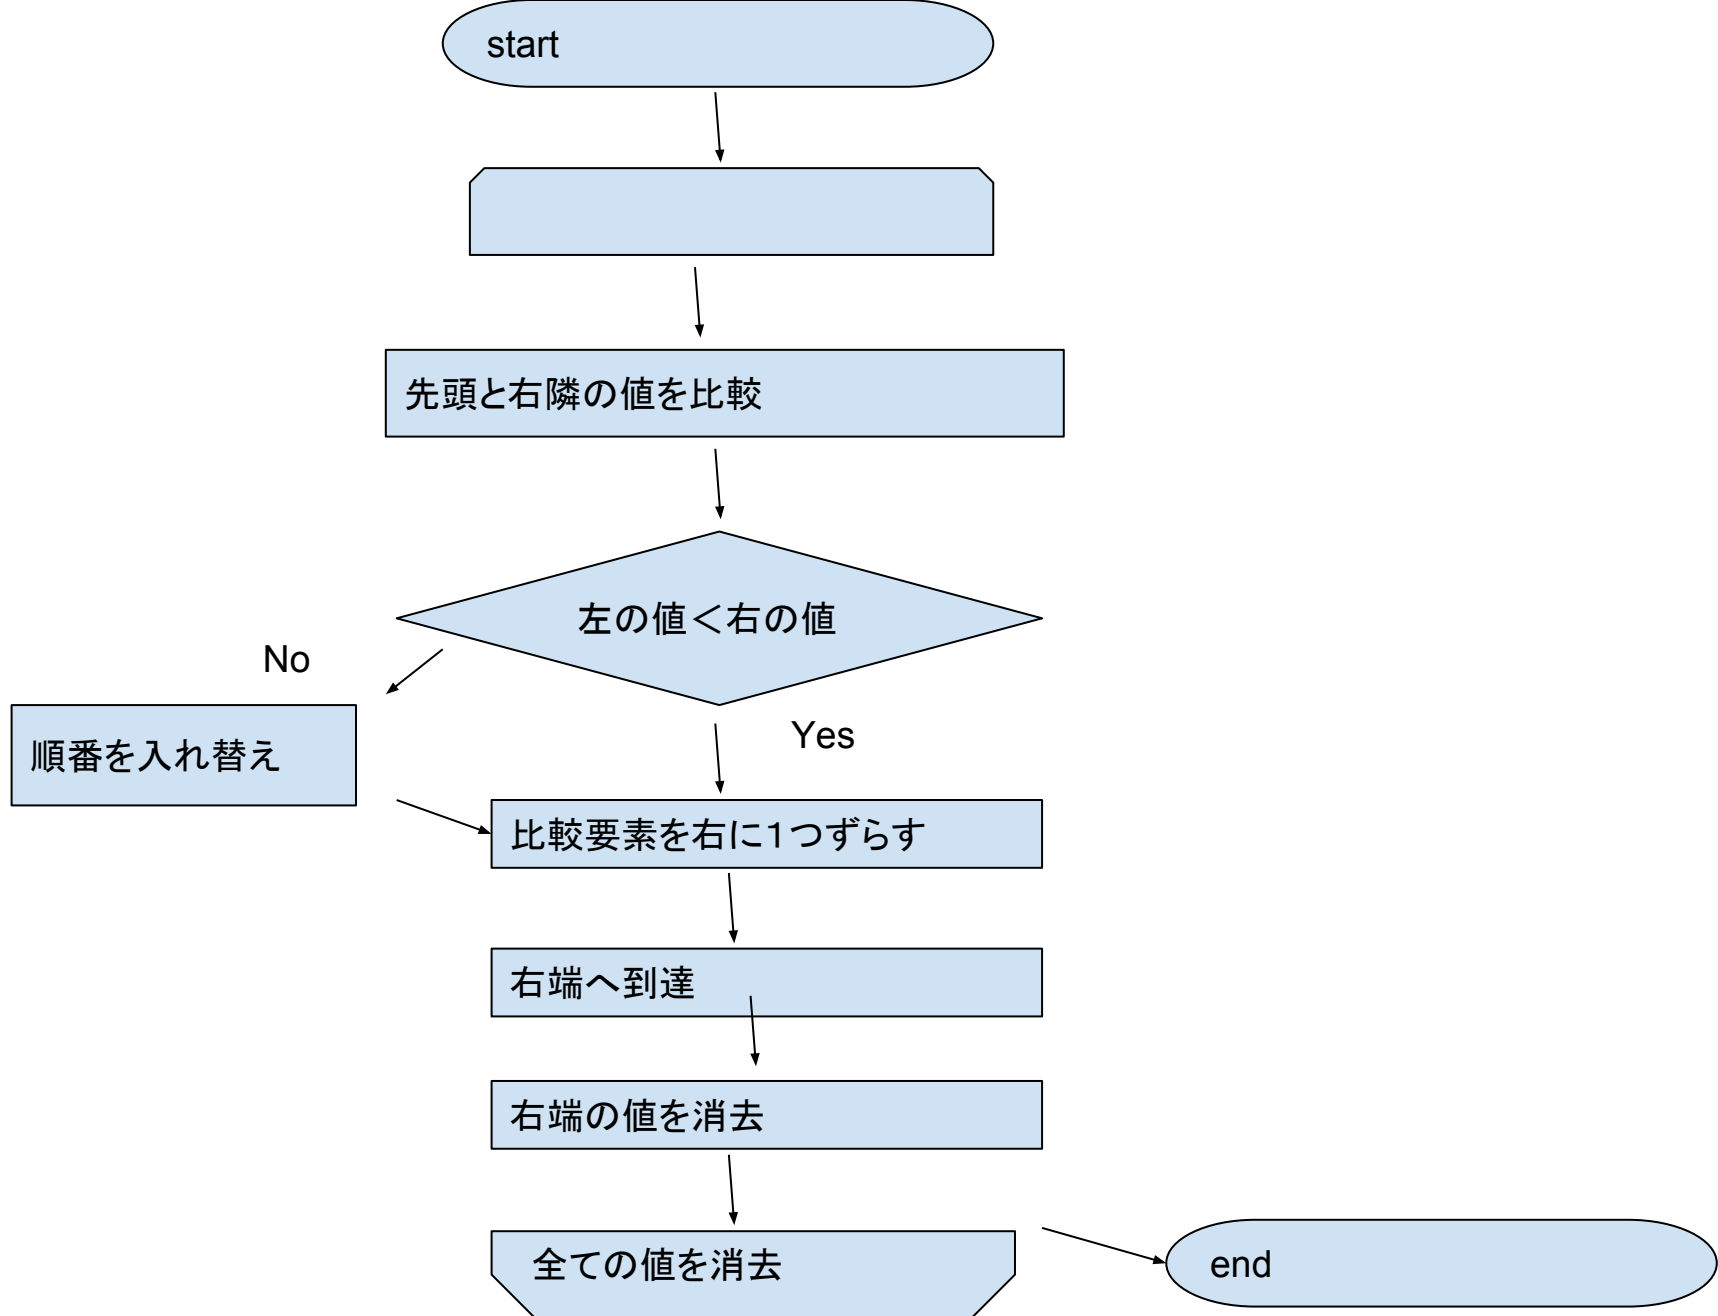 start
先頭と右隣の値を比較
左の値＜右の値
No
Yes
順番を入れ替え
比較要素を右に１つずらす
右端へ到達
右端の値を消去
全ての値を消去
end